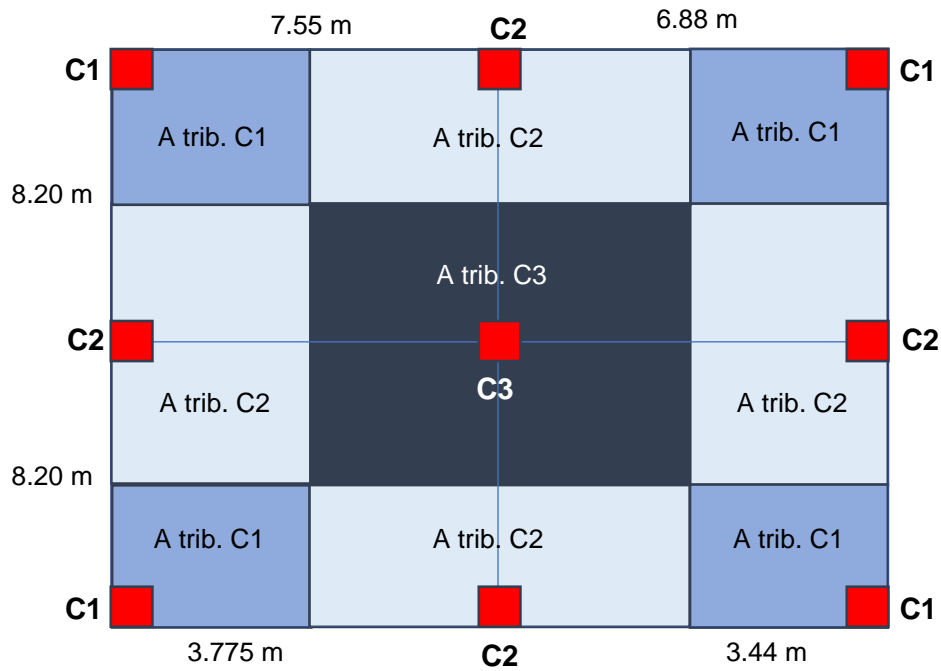 7.55 m C2 6.88 m
C1 C1
A trib. C1 A trib. C2 A trib. C1
8.20 m
A trib. C3
C2 C2
C3
A trib. C2 A trib. C2
8.20 m
A trib. C1 A trib. C2 A trib. C1
C1 C1
3.775 m C2 3.44 m